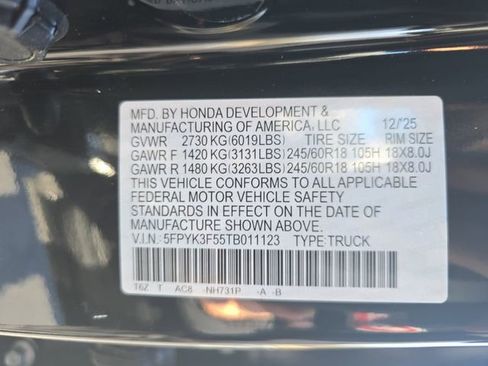 MFD. BY HONDA DEVELOPMENT &
MANUFACTURING OF AMERICA, LLC 12/25
GVWR 2730 KG(6019LBS) TIRE SIZE RIM SIZE
GAWR F 1420 KG(3131LBS) 245/60R18 105H 18X8.0J
GAWR R 1480 KG(3263LBS) 245/60R18 105H 18X8.0J
THIS VEHICLE CONFORMS TO ALL APPLICABLE
FEDERAL MOTOR VEHICLE SAFETY
STANDARDS IN EFFECT ON THE DATE OF
MANUFACTURE SHOWN ABOVE.
V.I.N.: 5FPYK3F55TB011123 TYPE:TRUCK
T6Z T AC8 -NH731P -A -B